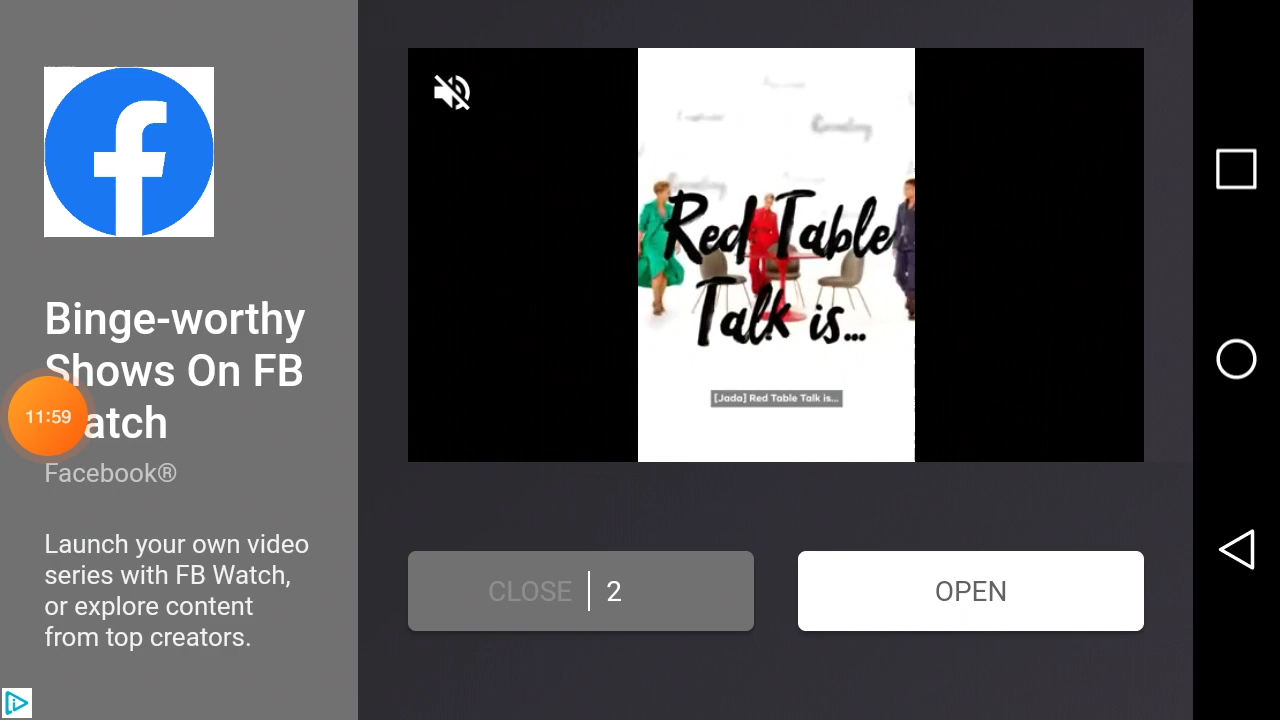 Binge-worthy
Shows On FB
atch
Facebook®
11:59
Launch your own video
series with FB Watch,
or explore content
from top creators.
Red Table
Talk is...
[Jada] Red Table Talk is...
CLOSE | 2
OPEN